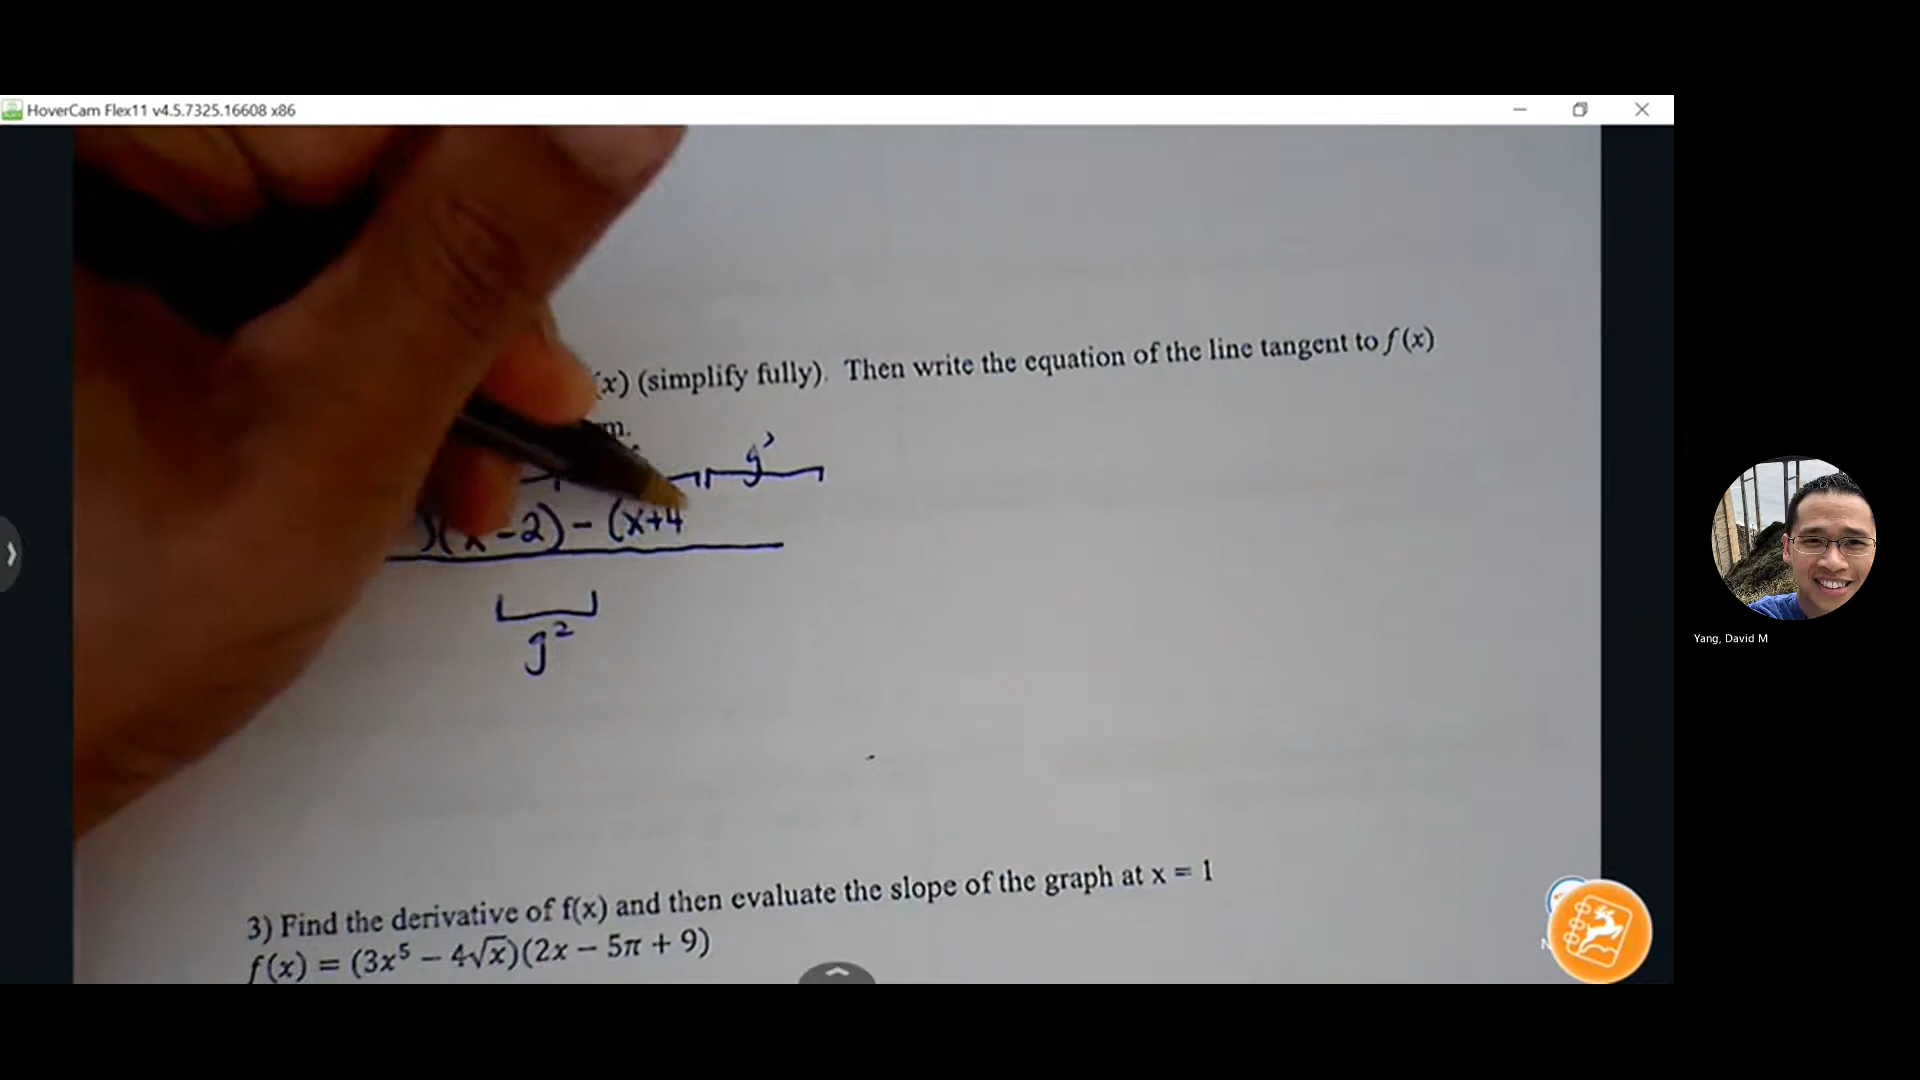 HoverCam Flex11 v4.5.7325.16608 x86
(x) (simplify fully). Then write the equation of the line tangent to f(x)
m.
g'
)(x-2) - (x+4
g²
Yang, David M
3) Find the derivative of f(x) and then evaluate the slope of the graph at x = 1
f(x) = (3x⁵ − 4√x)(2x − 5π + 9)
N